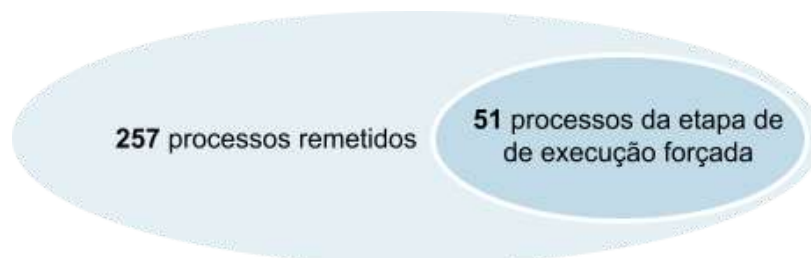 257 processos remetidos
51 processos da etapa de
de execução forçada